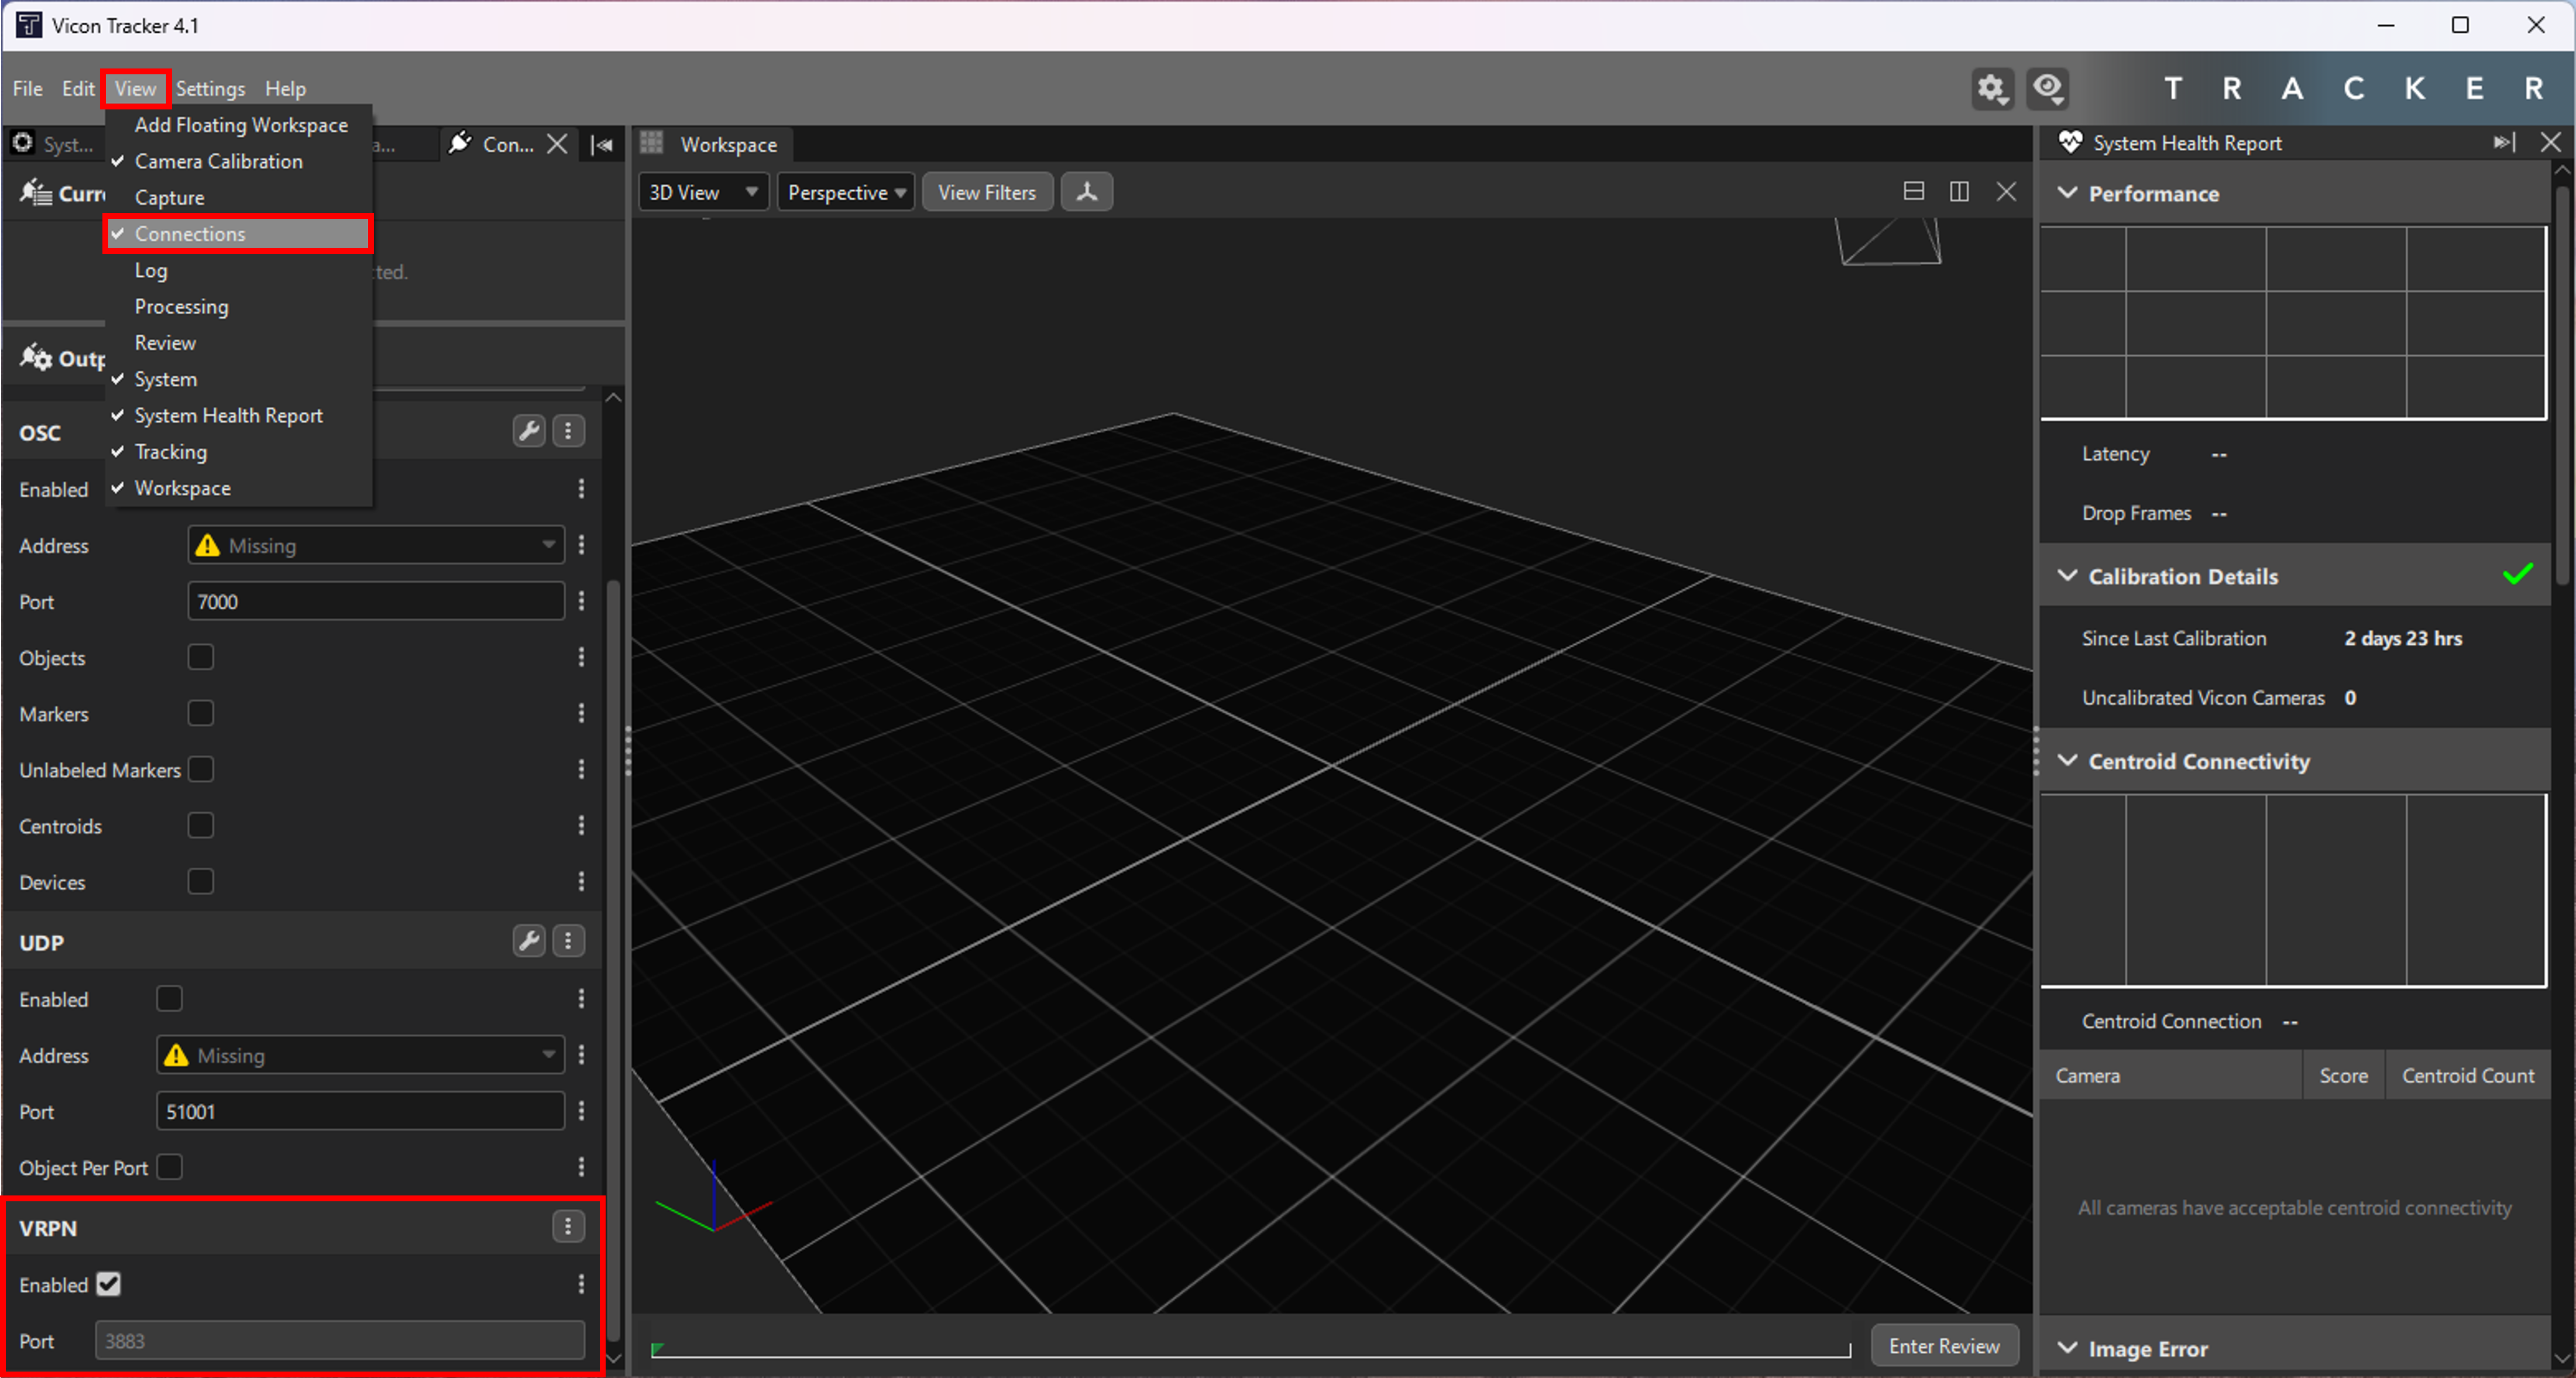 Vicon Tracker 4.1
File Edit View Settings Help
T R A C K E R
Add Floating Workspace
Camera Calibration
Capture
Connections
Log
Processing
Review
System
System Health Report
Tracking
Workspace
Syst...
a...
Con...
Curr
cted.
Outp
OSC
Enabled
Address Missing
Port 7000
Objects
Markers
Unlabeled Markers
Centroids
Devices
UDP
Enabled
Address Missing
Port 51001
Object Per Port
VRPN
Enabled
Port 3883
Workspace
3D View Perspective View Filters
Enter Review
System Health Report
Performance
Latency --
Drop Frames --
Calibration Details
Since Last Calibration 2 days 23 hrs
Uncalibrated Vicon Cameras 0
Centroid Connectivity
Centroid Connection --
Camera Score Centroid Count
All cameras have acceptable centroid connectivity
Image Error